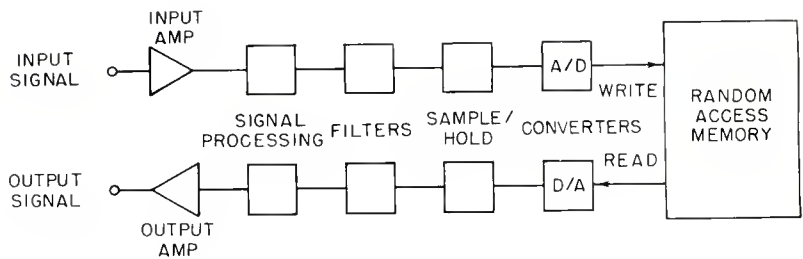 INPUT
AMP
INPUT
SIGNAL
A/D
WRITE
SIGNAL
PROCESSING
FILTERS
SAMPLE/
HOLD
CONVERTERS
RANDOM
ACCESS
MEMORY
READ
OUTPUT
SIGNAL
D/A
OUTPUT
AMP